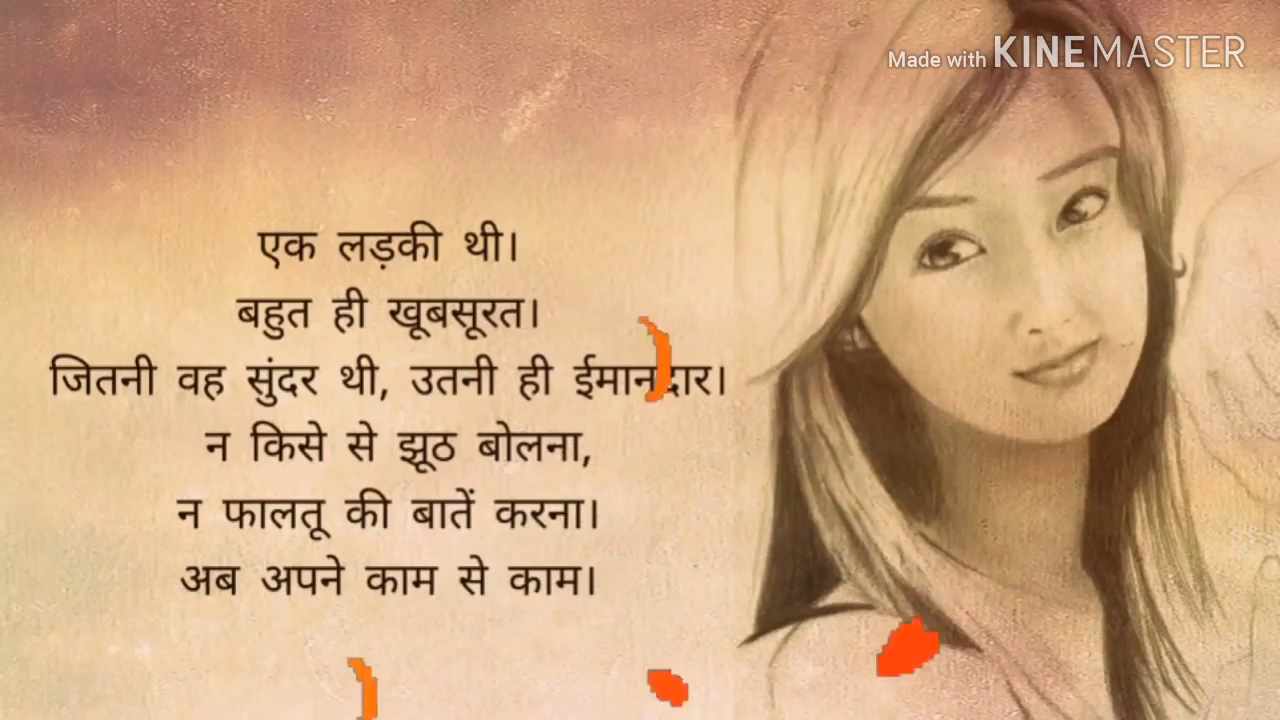 Made with KINEMASTER
एक लड़की थी।
बहुत ही खूबसूरत।
जितनी वह सुंदर थी, उतनी ही ईमानदार।
न किसे से झूठ बोलना,
न फालतू की बातें करना।
अब अपने काम से काम।